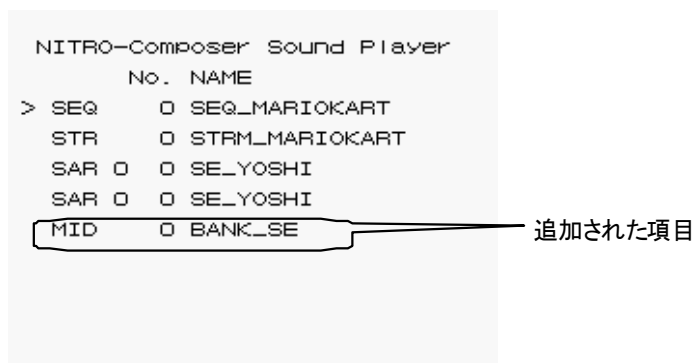 NITRO-Composer Sound Player
No. NAME
> SEQ 0 SEQ_MARIOKART
STR 0 STRM_MARIOKART
SAR 0 0 SE_YOSHI
SAR 0 0 SE_YOSHI
MID 0 BANK_SE
追加された項目